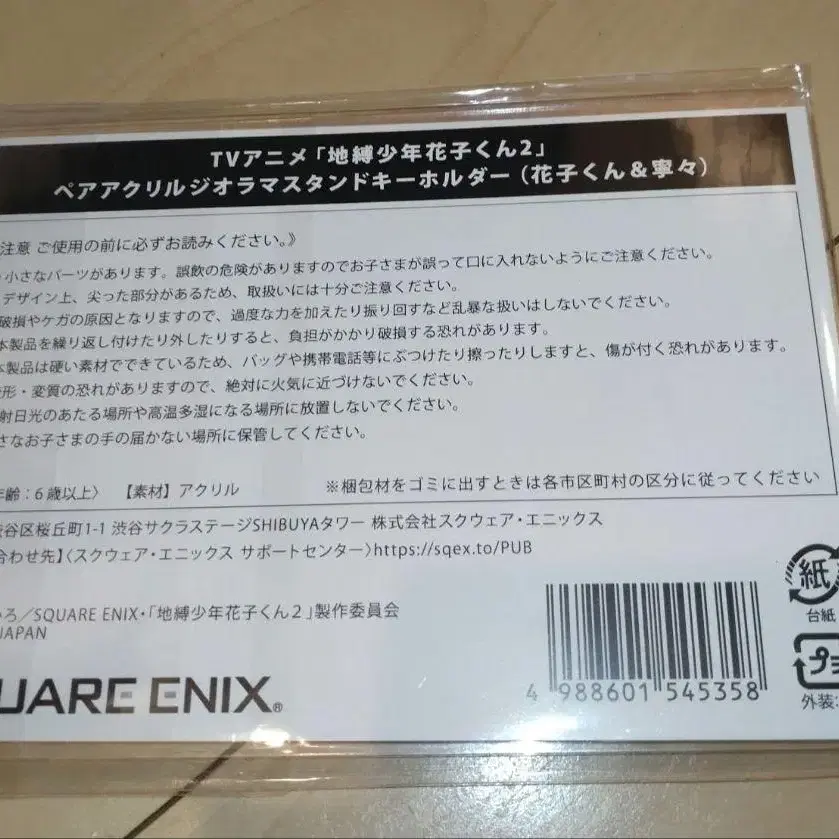 TVアニメ「地縛少年花子くん2」
ペアアクリルジオラマスタンドキーホルダー(花子くん&寧々)
注意 ご使用の前に必ずお読みください。》
小さなパーツがあります。誤飲の危険がありますのでお子さまが誤って口に入れないようにご注意ください。
デザイン上、尖った部分があるため、取扱いには十分ご注意ください。
破損やケガの原因となりますので、過度な力を加えたり振り回すなど乱暴な扱いはしないでください。
本製品を繰り返し付けたり外したりすると、負担がかかり破損する恐れがあります。
本製品は硬い素材でできているため、バッグや携帯電話等にぶつけたり擦ったりしますと、傷が付く恐れがあります。
形・変質の恐れがありますので、絶対に火気に近づけないでください。
射日光のあたる場所や高温多湿になる場所に放置しないでください。
さなお子さまの手の届かない場所に保管してください。
年齢:6歳以上〉 【素材】アクリル ※梱包材をゴミに出すときは各市区町村の区分に従ってください
渋谷区桜丘町1-1 渋谷サクラステージSHIBUYAタワー 株式会社スクウェア・エニックス
合わせ先】〈スクウェア・エニックス サポートセンター〉https://sqex.to/PUB
ろ/SQUARE ENIX・「地縛少年花子くん2」製作委員会
JAPAN
UARE ENIX®
4 988601 545358
紙
台紙
プ
外装: